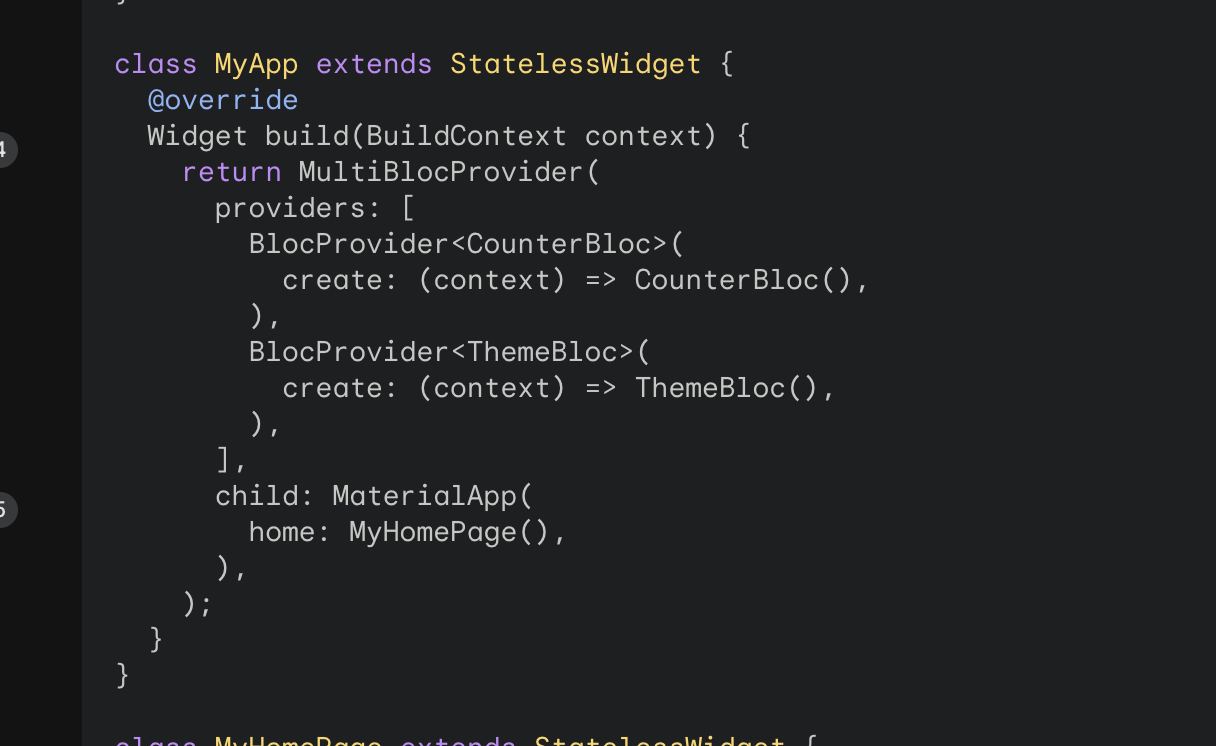 }
class MyApp extends StatelessWidget {
  @override
  Widget build(BuildContext context) {
4
    return MultiBlocProvider(
      providers: [
        BlocProvider<CounterBloc>(
          create: (context) => CounterBloc(),
        ),
        BlocProvider<ThemeBloc>(
          create: (context) => ThemeBloc(),
        ),
      ],
      child: MaterialApp(
5
        home: MyHomePage(),
      ),
    );
  }
}
class MyHomePage extends StatelessWidget {